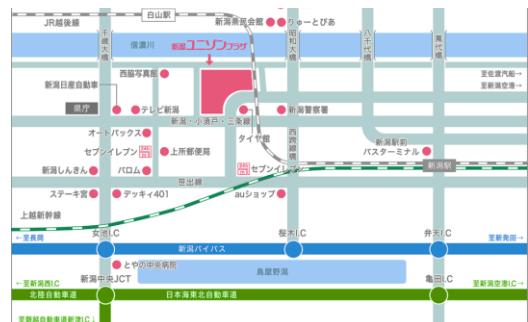 白山駅
JR越後線
新潟県民会館
りゅーとぴあ
千歳大橋
信濃川
新潟ユニゾンプラザ
昭和大橋
八千代橋
萬代橋
西脇写真館
→至佐渡汽船→
→至新潟空港→
新潟日産自動車
県庁
テレビ新潟
新潟警察署
新潟・小須戸・三条線
オートバックス
タイヤ館
西跨線橋
新潟駅前
バスターミナル
セブンイレブン
上所郵便局
新潟駅
新潟しんきん
パロム
セブンイレブン
笹出線
ステーキ宮
デッキィ401
auショップ
上越新幹線
女池I.C
桜木I.C
弁天I.C
←至長岡
新潟バイパス
至新発田→
とやの中央病院
鳥屋野潟
新潟中央JCT
亀田I.C
←至新潟西I.C
至新潟空港I.C→
北陸自動車道
日本海東北自動車道
至磐越自動車道新津I.C↓